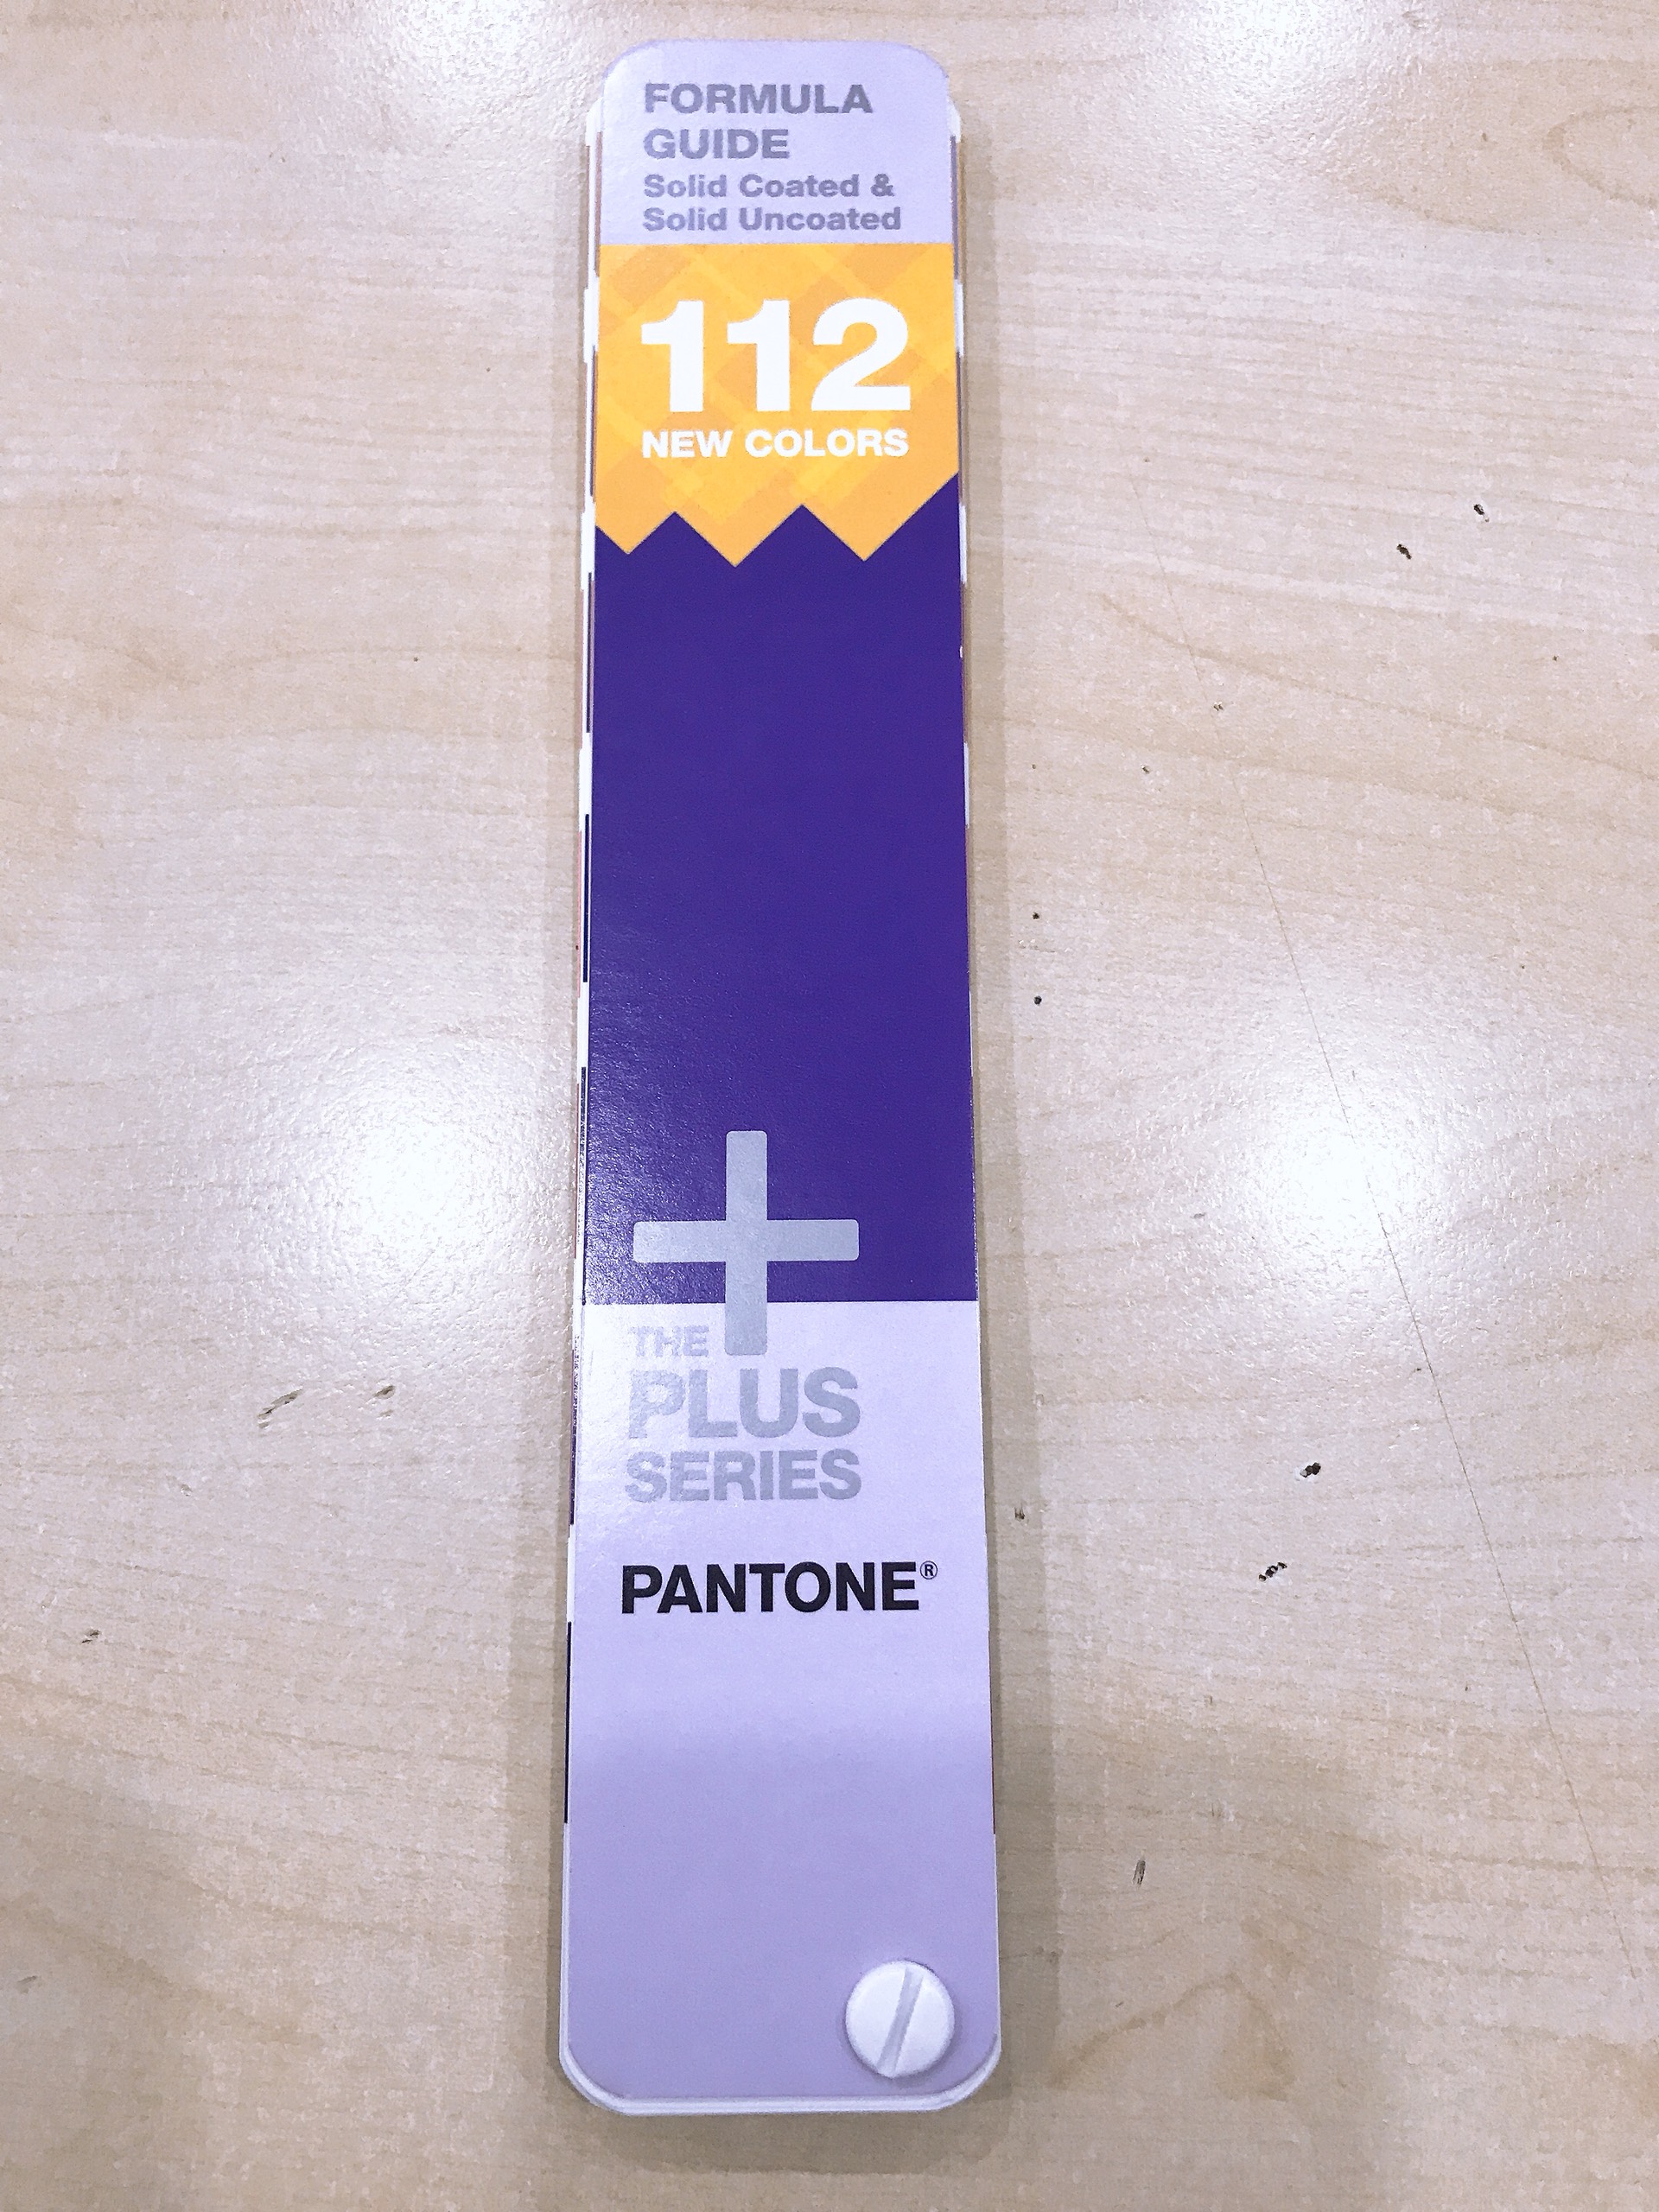 FORMULA
GUIDE
Solid Coated &
Solid Uncoated
112
NEW COLORS
THE
PLUS
SERIES
PANTONE®